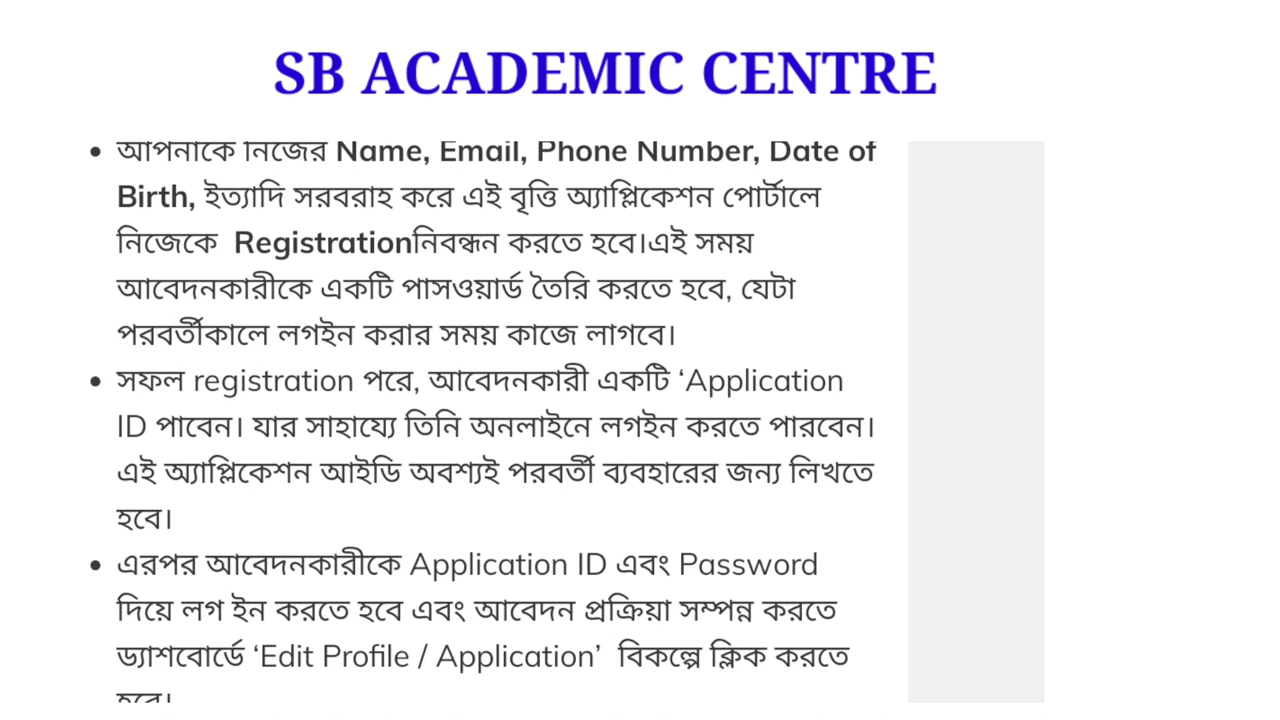 SB ACADEMIC CENTRE
• আপনাকে নিজের Name, Email, Phone Number, Date of
Birth, ইত্যাদি সরবরাহ করে এই বৃত্তি অ্যাপ্লিকেশন পোর্টালে
নিজেকে Registrationনিবন্ধন করতে হবে।এই সময়
আবেদনকারীকে একটি পাসওয়ার্ড তৈরি করতে হবে, যেটা
পরবর্তীকালে লগইন করার সময় কাজে লাগবে।
• সফল registration পরে, আবেদনকারী একটি ‘Application
ID পাবেন। যার সাহায্যে তিনি অনলাইনে লগইন করতে পারবেন।
এই অ্যাপ্লিকেশন আইডি অবশ্যই পরবর্তী ব্যবহারের জন্য লিখতে
হবে।
• এরপর আবেদনকারীকে Application ID এবং Password
দিয়ে লগ ইন করতে হবে এবং আবেদন প্রক্রিয়া সম্পন্ন করতে
ড্যাশবোর্ডে ‘Edit Profile / Application’ বিকল্পে ক্লিক করতে
হবে।